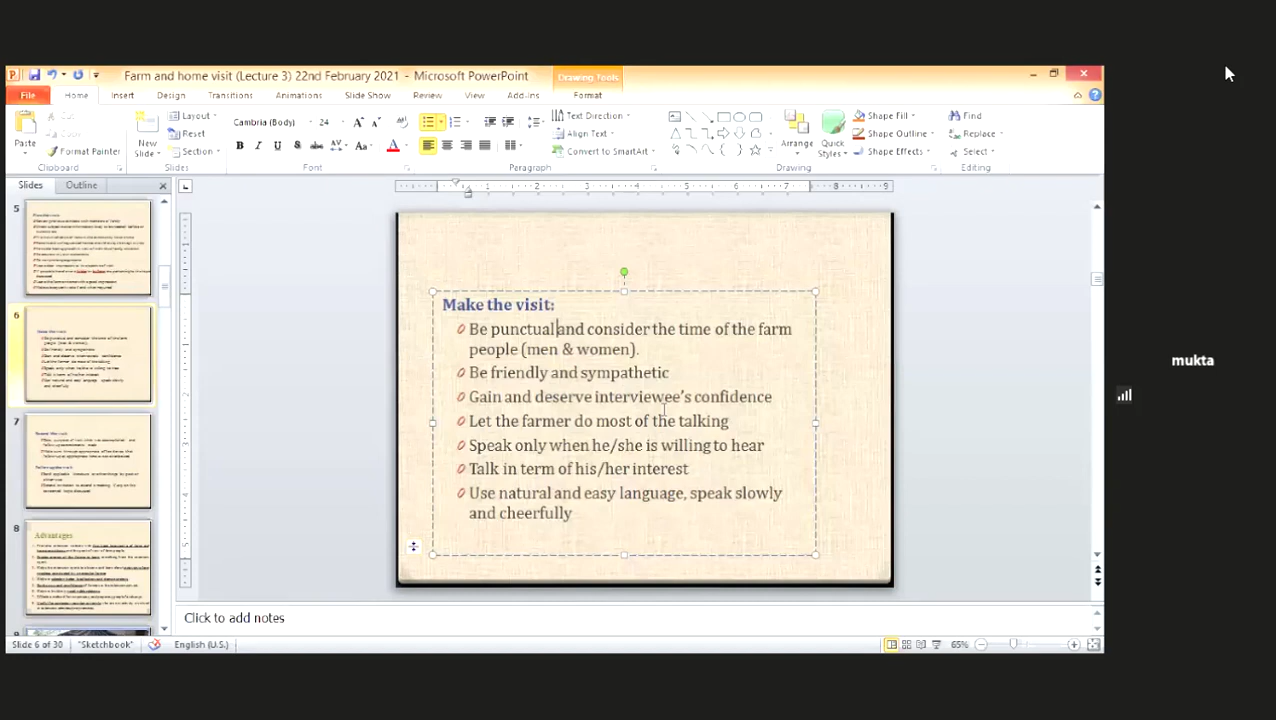 Farm and home visit (Lecture 3) 22nd February 2021 - Microsoft PowerPoint
Drawing Tools
File Home Insert Design Transitions Animations Slide Show Review View Add-ins Format
Paste
Cut
Copy
Format Painter
Clipboard
New Slide
Layout
Reset
Section
Slides
Cambria (Body) 24
Font
Text Direction
Align Text
Convert to SmartArt
Paragraph
Arrange
Quick Styles
Shape Fill
Shape Outline
Shape Effects
Drawing
Find
Replace
Select
Editing
Slides Outline
5
6
7
8
Advantages
Make the visit:
Be punctual and consider the time of the farm
people (men & women).
Be friendly and sympathetic
Gain and deserve interviewee's confidence
Let the farmer do most of the talking
Speak only when he/she is willing to hear
Talk in term of his/her interest
Use natural and easy language, speak slowly
and cheerfully
Click to add notes
Slide 6 of 30 "Sketchbook" English (U.S.) 65%
mukta